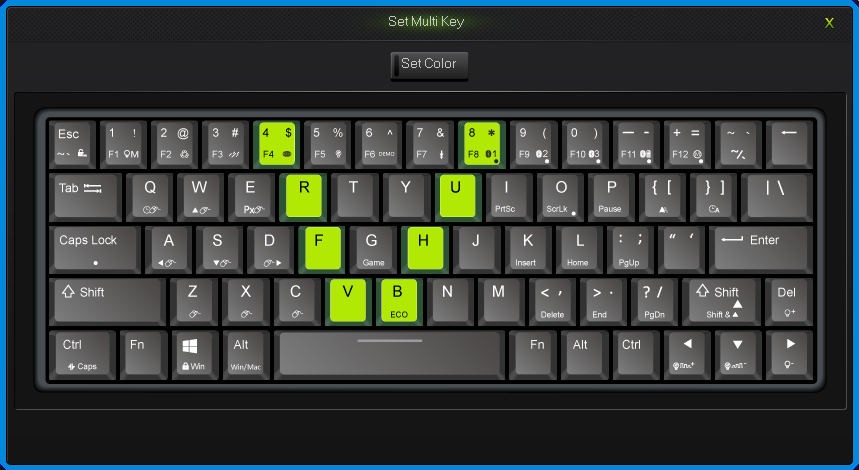 Set Multi Key
X
Set Color
Esc 1 ! 2 @ 3 # 4 $ 5 % 6 ^ 7 & 8 * 9 ( 0 ) — - + = ~ `
~` F1 M F2 F3 F4 F5 F6 DEMO F7 F8 1 F9 2 F10 3 F11 F12
Tab Q W E R T Y U I O P { [ } ] | \
Px PrtSc ScrLk Pause A A
Caps Lock A S D F G H J K L : ; “ ‘ Enter
Game Insert Home PgUp
Shift Z X C V B N M < , > . ? / Shift Del
ECO Delete End PgDn Shift &
Ctrl Fn Alt Fn Alt Ctrl
Caps Win Win/Mac